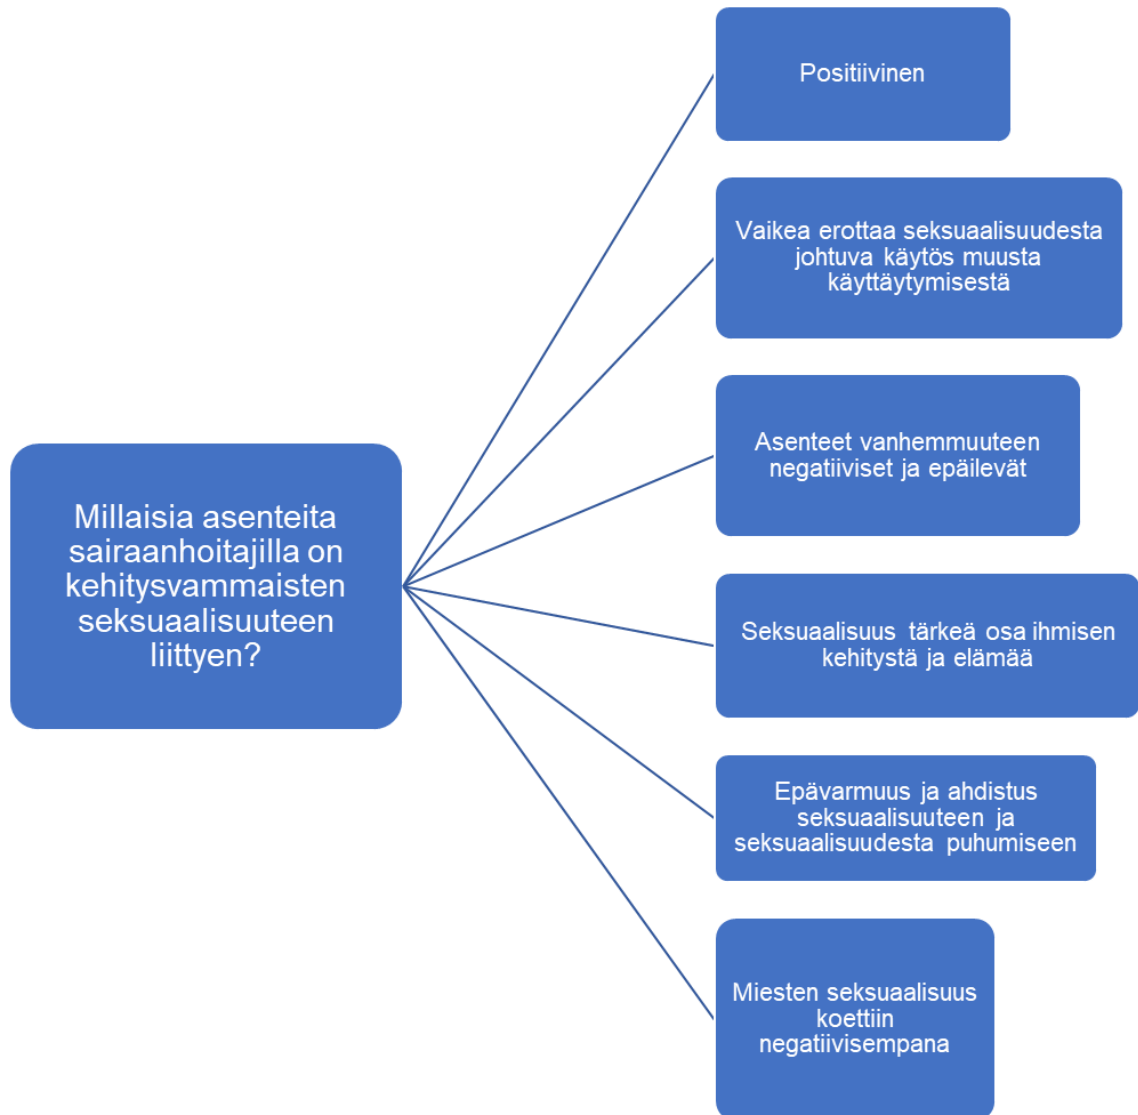 Positiivinen
Vaikea erottaa seksuaalisuudesta
johtuva käytös muusta
käyttäytymisestä
Asenteet vanhemmuuteen
negatiiviset ja epäilevät
Millaisia asenteita
sairaanhoitajilla on
kehitysvammaisten
seksuaalisuuteen
liittyen?
Seksuaalisuus tärkeä osa ihmisen
kehitystä ja elämää
Epävarmuus ja ahdistus
seksuaalisuuteen ja
seksuaalisuudesta puhumiseen
Miesten seksuaalisuus
koettiin
negatiivisempana